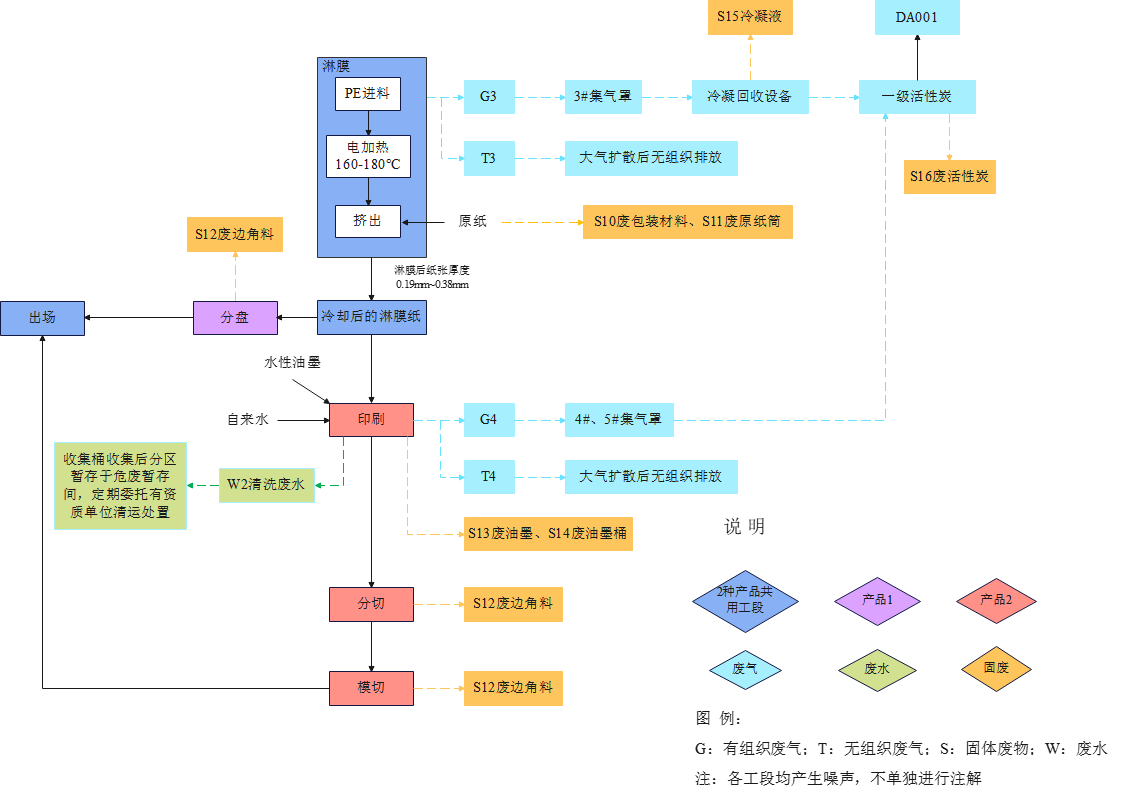 S15冷凝液
DA001
淋膜
PE进料
G3
3#集气罩
冷凝回收设备
一级活性炭
电加热
160-180℃
T3
大气扩散后无组织排放
S16废活性炭
挤出
原纸
S10废包装材料、S11废原纸筒
S12废边角料
淋膜后纸张厚度
0.19mm~0.38mm
出场
分盘
冷却后的淋膜纸
水性油墨
自来水
印刷
G4
4#、5#集气罩
收集桶收集后分区
暂存于危废暂存
间，定期委托有资
质单位清运处置
W2清洗废水
T4
大气扩散后无组织排放
S13废油墨、S14废油墨桶
说 明
分切
S12废边角料
2种产品共
用工段
产品1
产品2
模切
S12废边角料
废气
废水
固废
图 例：
G：有组织废气；T：无组织废气；S：固体废物；W：废水
注：各工段均产生噪声，不单独进行注解